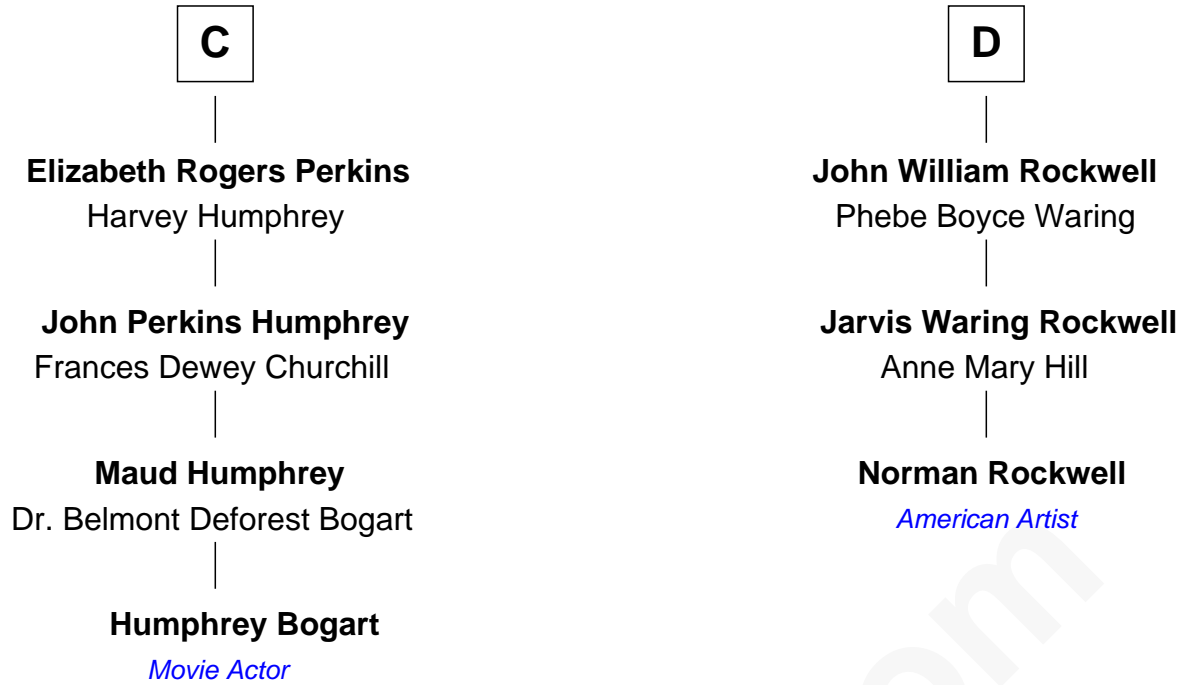 C
Elizabeth Rogers Perkins
Harvey Humphrey
John Perkins Humphrey
Frances Dewey Churchill
Maud Humphrey
Dr. Belmont Deforest Bogart
Humphrey Bogart
Movie Actor
D
John William Rockwell
Phebe Boyce Waring
Jarvis Waring Rockwell
Anne Mary Hill
Norman Rockwell
American Artist
om